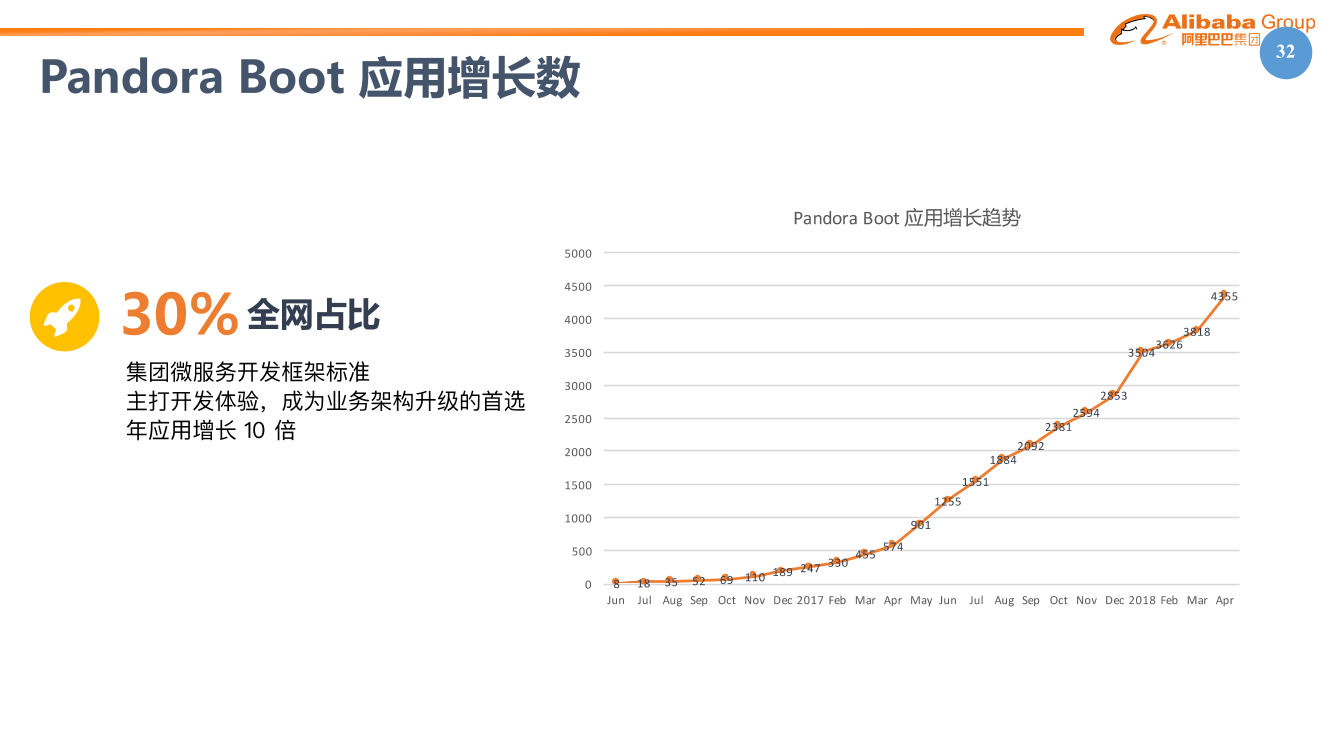 Alibaba Group
阿里巴巴集团
32
Pandora Boot 应用增长数
30% 全网占比
集团微服务开发框架标准
主打开发体验，成为业务架构升级的首选
年应用增长 10 倍
Pandora Boot 应用增长趋势
5000
4500
4000
3500
3000
2500
2000
1500
1000
500
0
8 18 35 52 69 110 189 247 330 455 574 901 1255 1551 1884 2092 2381 2594 2853 3504 3626 3818 4355
Jun Jul Aug Sep Oct Nov Dec 2017 Feb Mar Apr May Jun Jul Aug Sep Oct Nov Dec 2018 Feb Mar Apr